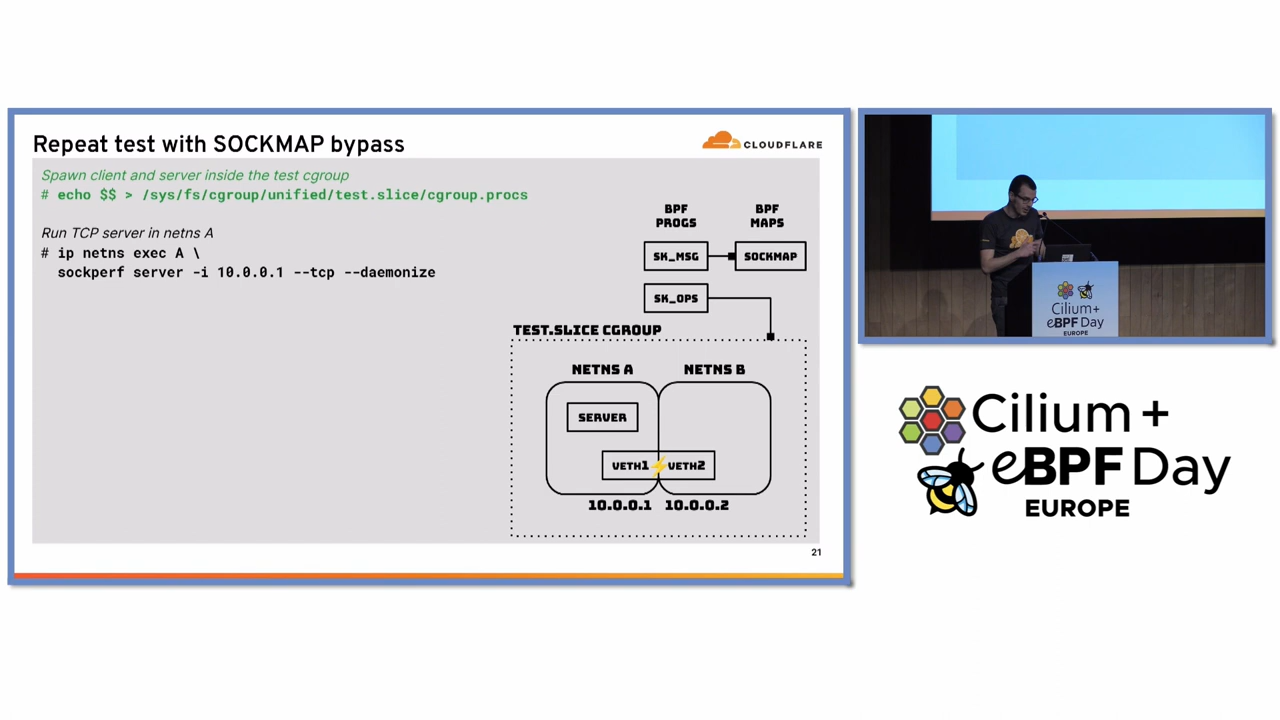 Repeat test with SOCKMAP bypass
CLOUDFLARE
Spawn client and server inside the test cgroup
# echo $$ > /sys/fs/cgroup/unified/test.slice/cgroup.procs
Run TCP server in netns A
# ip netns exec A \
sockperf server -i 10.0.0.1 --tcp --daemonize
BPF PROGS
BPF MAPS
SK_MSG
SOCKMAP
SK_OPS
TEST.SLICE CGROUP
NETNS A
NETNS B
SERVER
VETH1
VETH2
10.0.0.1
10.0.0.2
21
Cilium+
eBPF Day
EUROPE
Cilium +
eBPF Day
EUROPE